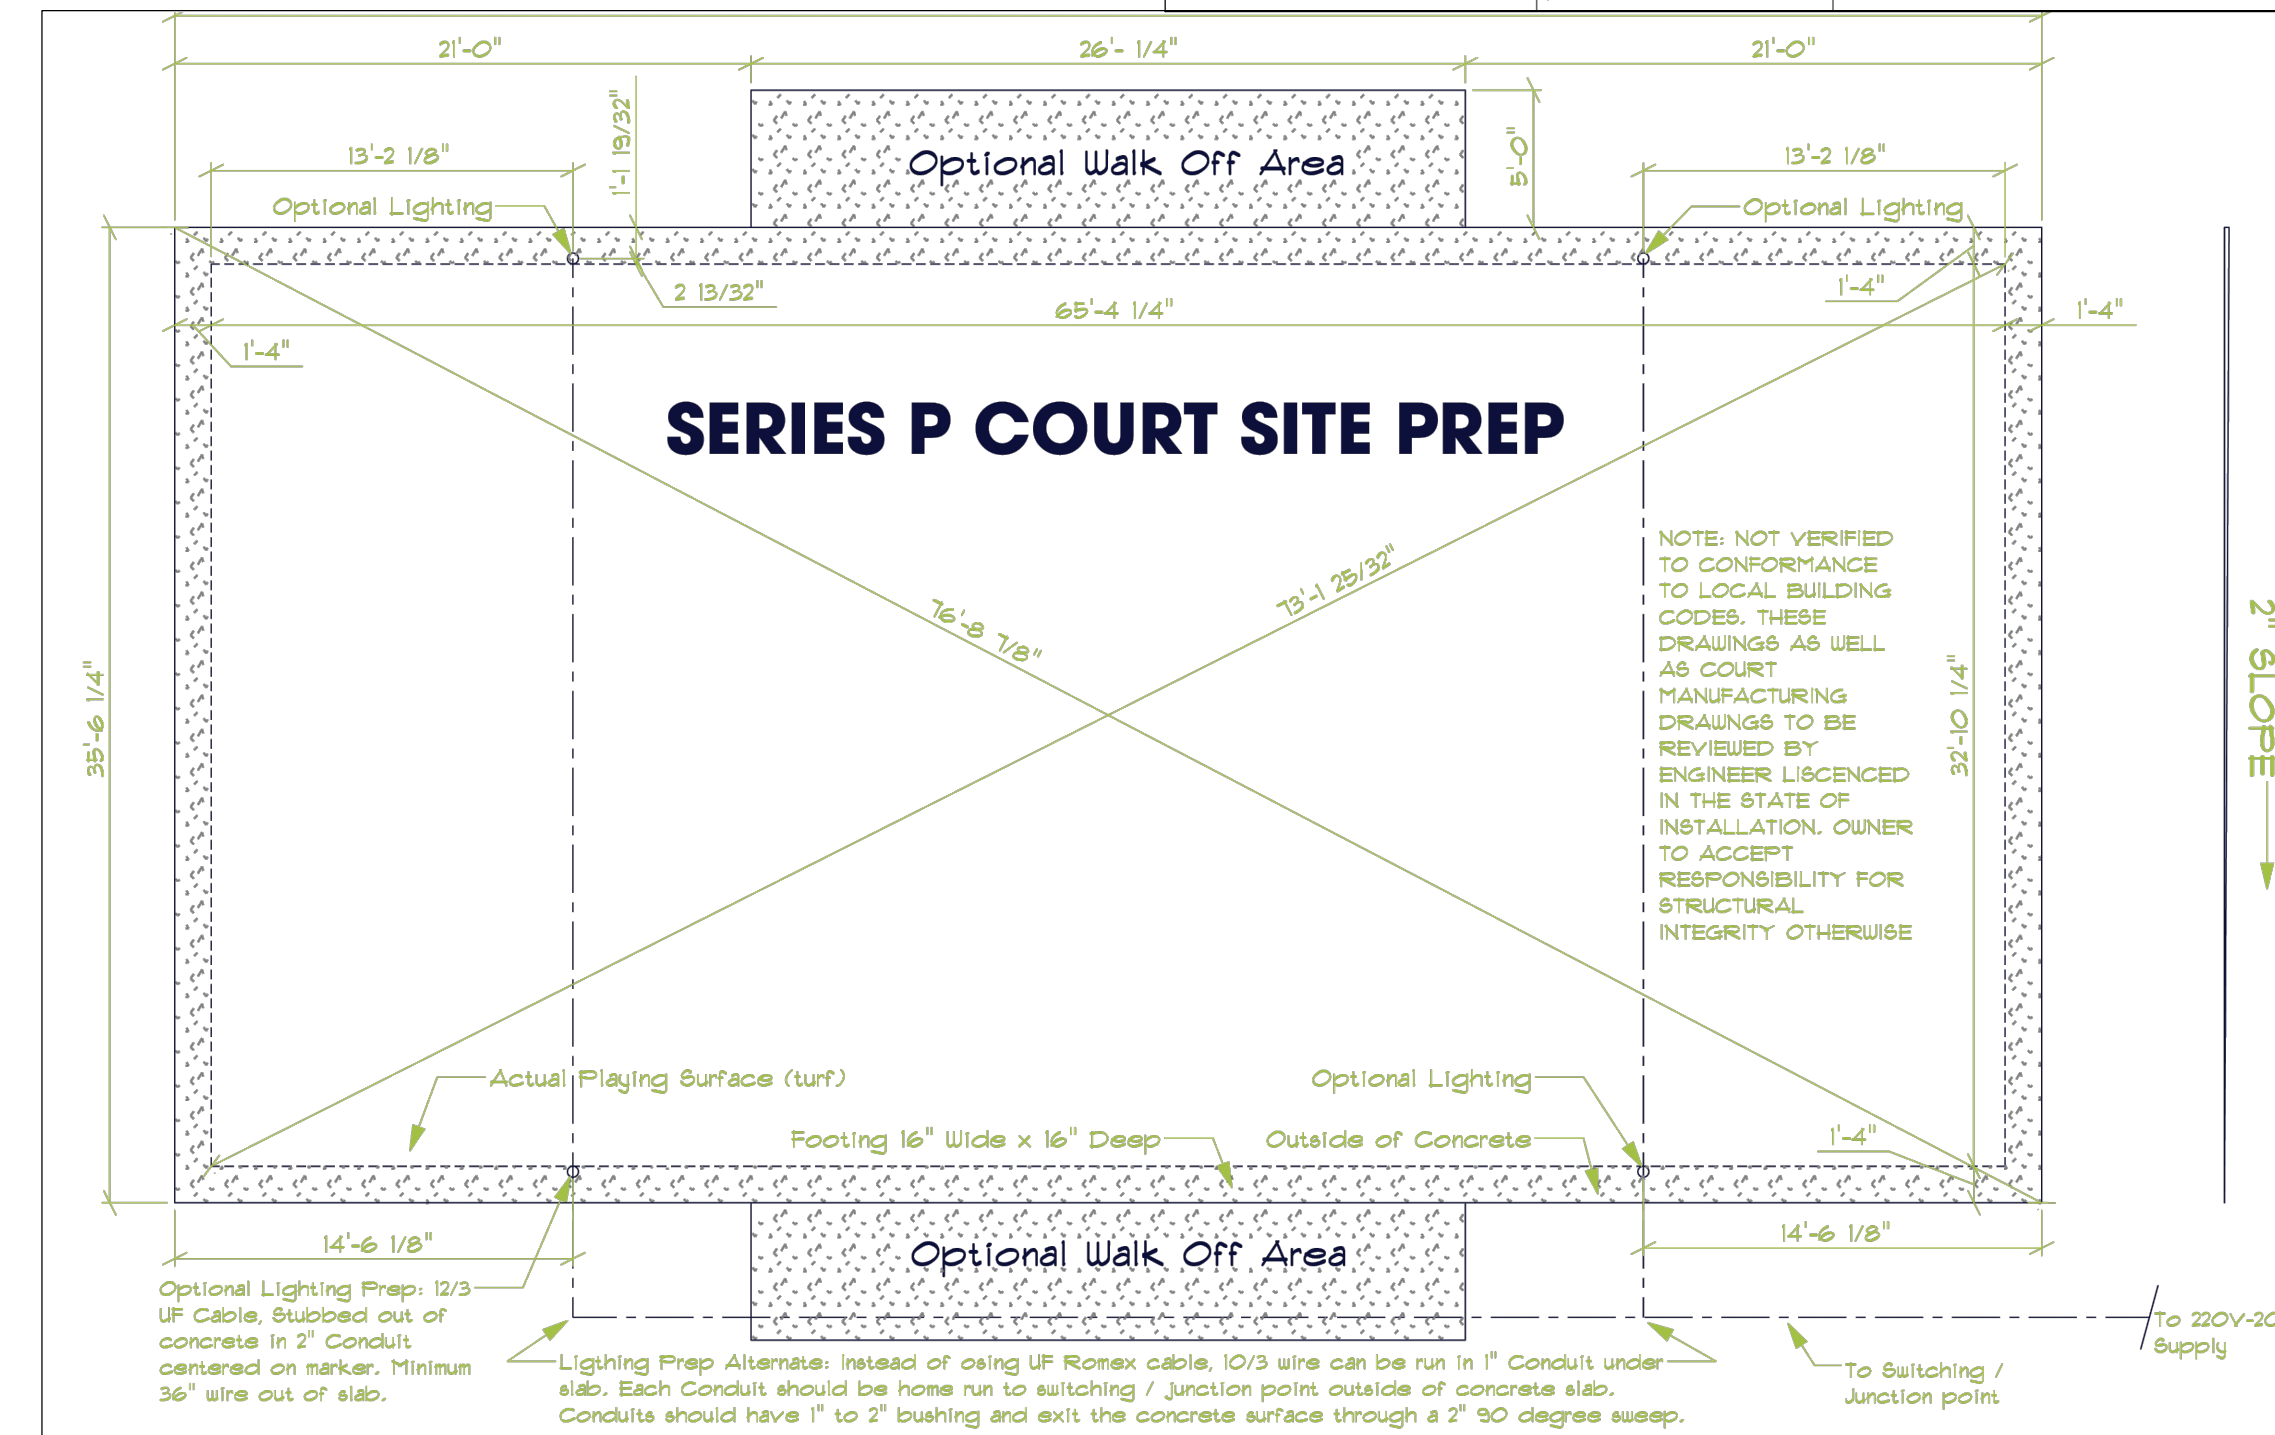 21'-0" 26'- 1/4" 21'-0"
1'-1 19/32"
5'-0"
13'-2 1/8" 13'-2 1/8"
Optional Walk Off Area
Optional Lighting Optional Lighting
2 13/32" 1'-4"
65'-4 1/4" 1'-4"
1'-4"
SERIES P COURT SITE PREP
NOTE: NOT VERIFIED
TO CONFORMANCE
TO LOCAL BUILDING
CODES. THESE
DRAWINGS AS WELL
AS COURT
MANUFACTURING
DRAWNGS TO BE
REVIEWED BY
ENGINEER LISCENCED
IN THE STATE OF
INSTALLATION. OWNER
TO ACCEPT
RESPONSIBILITY FOR
STRUCTURAL
INTEGRITY OTHERWISE
73'-1 25/32"
76'-8 7/8"
35'-6 1/4"
32'-10 1/4"
2" SLOPE
Actual Playing Surface (turf) Optional Lighting
Footing 16" Wide x 16" Deep Outside of Concrete 1'-4"
14'-6 1/8" 14'-6 1/8"
Optional Walk Off Area
Optional Lighting Prep: 12/3
UF Cable, Stubbed out of
concrete in 2" Conduit
centered on marker. Minimum
36" wire out of slab.
Ligthing Prep Alternate: Instead of osing UF Romex cable, 10/3 wire can be run in 1" Conduit under
slab. Each Conduit should be home run to switching / junction point outside of concrete slab.
Conduits should have 1" to 2" bushing and exit the concrete surface through a 2" 90 degree sweep.
To Switching /
Junction point
To 220V-20
Supply